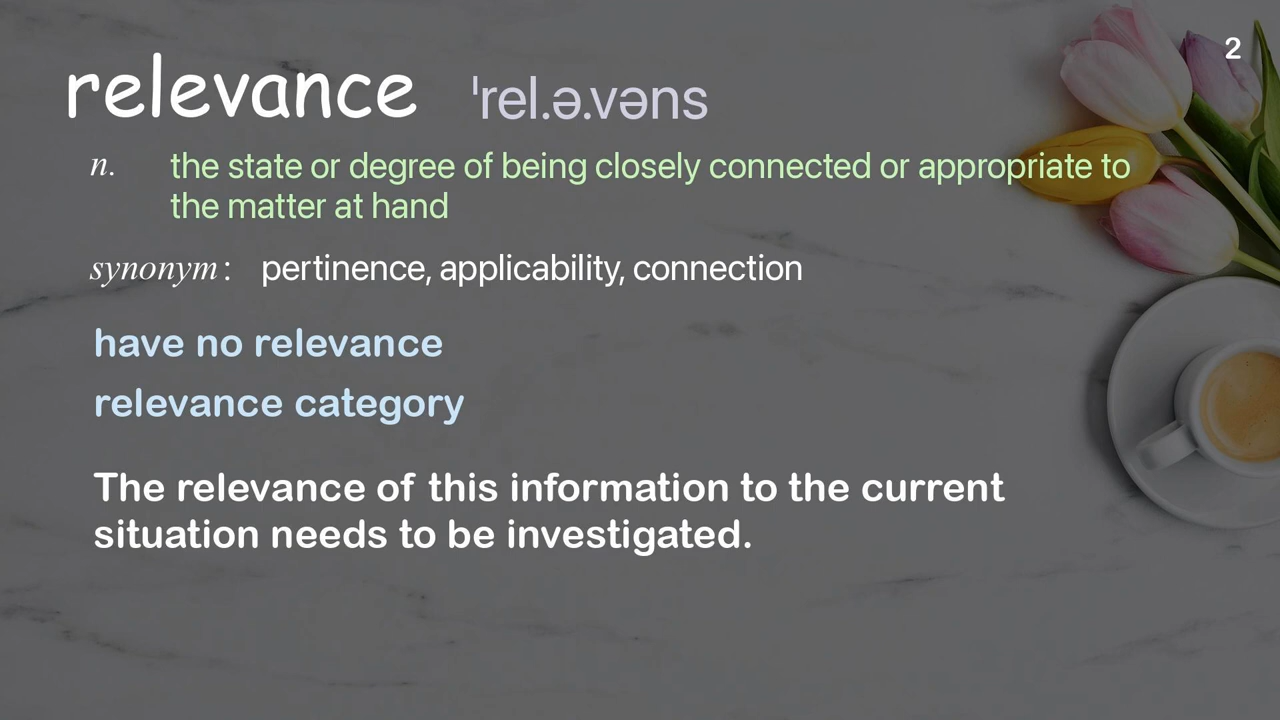 2
relevance ˈrel.ə.vəns
n. the state or degree of being closely connected or appropriate to
the matter at hand
synonym: pertinence, applicability, connection
have no relevance
relevance category
The relevance of this information to the current
situation needs to be investigated.